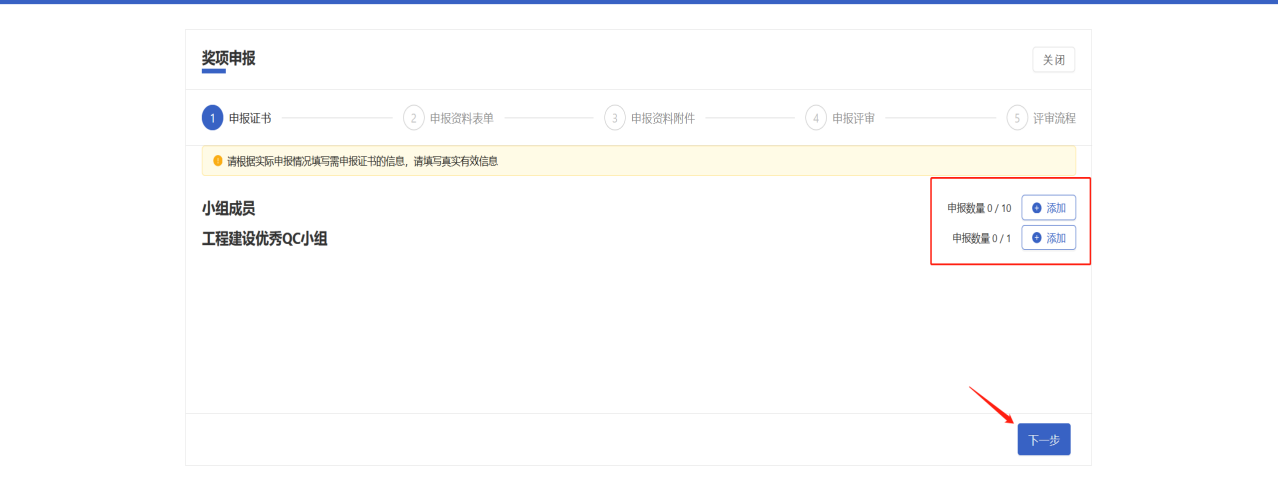 奖项申报
关闭
1 申报证书 2 申报资料表单 3 申报资料附件 4 申报评审 5 评审流程
请根据实际申报情况填写需申报证书的信息，请填写真实有效信息
小组成员 申报数量 0 / 10 添加
工程建设优秀QC小组 申报数量 0 / 1 添加
下一步